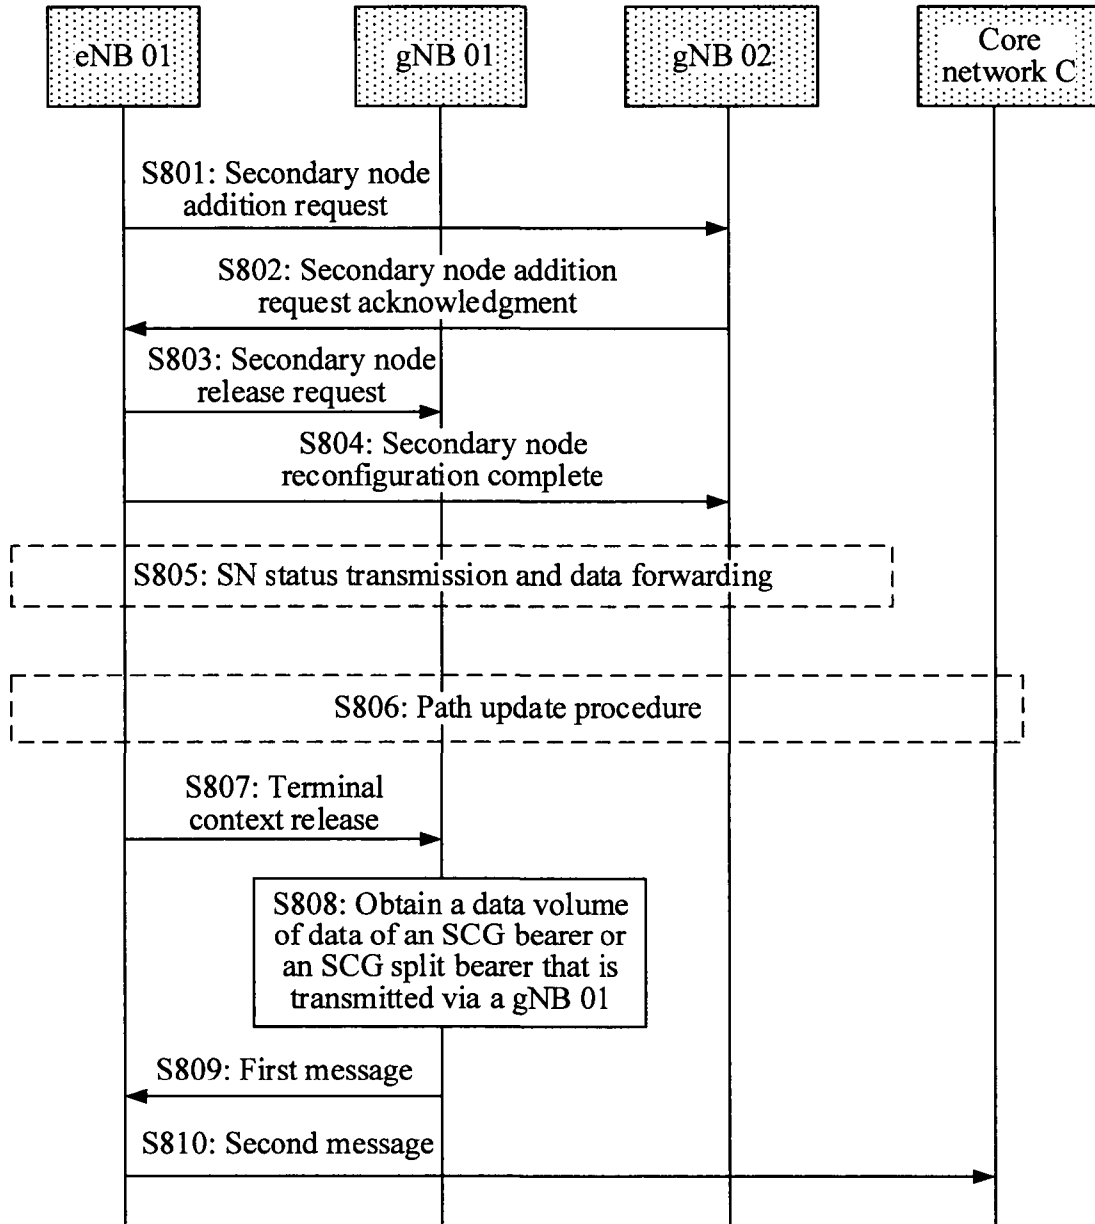 eNB 01
gNB 01
gNB 02
Core
network C
S801: Secondary node
addition request
S802: Secondary node addition
request acknowledgment
S803: Secondary node
release request
S804: Secondary node
reconfiguration complete
S805: SN status transmission and data forwarding
S806: Path update procedure
S807: Terminal
context release
S808: Obtain a data volume
of data of an SCG bearer or
an SCG split bearer that is
transmitted via a gNB 01
S809: First message
S810: Second message